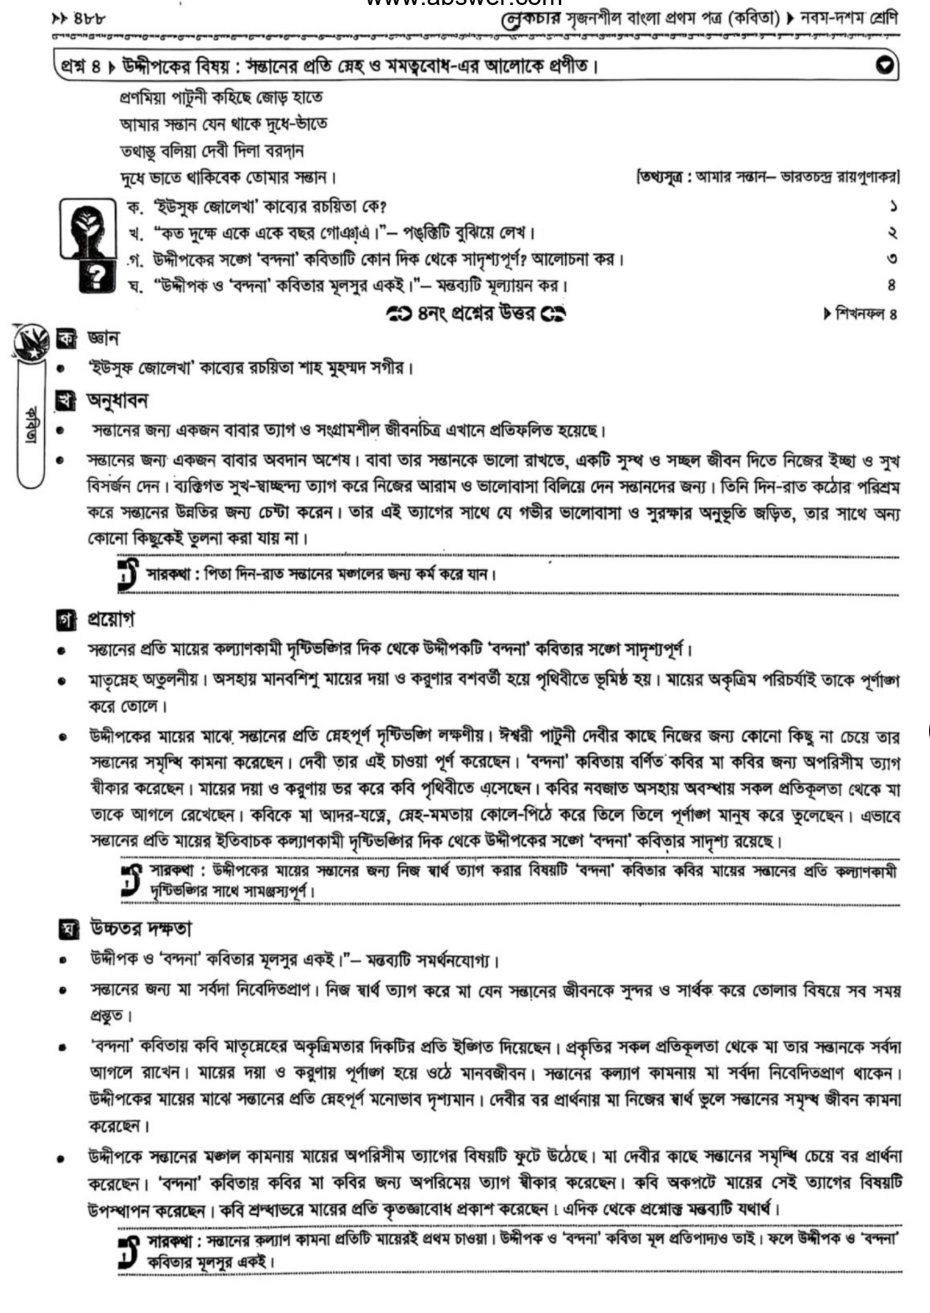 www.abswer.com
৪৮৮
লেকচার সৃজনশীল বাংলা প্রথম পত্র (কবিতা) ▶ নবম-দশম শ্রেণি
প্রশ্ন ৪ ▶ উদ্দীপকের বিষয় : সন্তানের প্রতি স্নেহ ও মমত্ববোধ-এর আলোকে প্রণীত।
প্রণমিয়া পাটুনী কহিছে জোড় হাতে
আমার সন্তান যেন থাকে দুধে-ভাতে
তথাস্তু বলিয়া দেবী দিলা বরদান
দুধে ভাতে থাকিবেক তোমার সন্তান।
[তথ্যসূত্র : আমার সন্তান– ভারতচন্দ্র রায়গুণাকর]
ক. 'ইউসুফ জোলেখা' কাব্যের রচয়িতা কে? ১
খ. "কত দুক্ষে একে একে বছর গোঞাএ।"– পঙ্‌ক্তিটি বুঝিয়ে লেখ। ২
গ. উদ্দীপকের সঙ্গে 'বন্দনা' কবিতাটি কোন দিক থেকে সাদৃশ্যপূর্ণ? আলোচনা কর। ৩
ঘ. "উদ্দীপক ও 'বন্দনা' কবিতার মূলসুর একই।"– মন্তব্যটি মূল্যায়ন কর। ৪
৪নং প্রশ্নের উত্তর
▶ শিখনফল ৪
কবিতা
ক জ্ঞান
● 'ইউসুফ জোলেখা' কাব্যের রচয়িতা শাহ মুহম্মদ সগীর।
খ অনুধাবন
● সন্তানের জন্য একজন বাবার ত্যাগ ও সংগ্রামশীল জীবনচিত্র এখানে প্রতিফলিত হয়েছে।
● সন্তানের জন্য একজন বাবার অবদান অশেষ। বাবা তার সন্তানকে ভালো রাখতে, একটি সুস্থ ও সচ্ছল জীবন দিতে নিজের ইচ্ছা ও সুখ
বিসর্জন দেন। ব্যক্তিগত সুখ-স্বাচ্ছন্দ্য ত্যাগ করে নিজের আরাম ও ভালোবাসা বিলিয়ে দেন সন্তানদের জন্য। তিনি দিন-রাত কঠোর পরিশ্রম
করে সন্তানের উন্নতির জন্য চেষ্টা করেন। তার এই ত্যাগের সাথে যে গভীর ভালোবাসা ও সুরক্ষার অনুভূতি জড়িত, তার সাথে অন্য
কোনো কিছুকেই তুলনা করা যায় না।
সারকথা : পিতা দিন-রাত সন্তানের মঙ্গলের জন্য কর্ম করে যান।
গ প্রয়োগ
● সন্তানের প্রতি মায়ের কল্যাণকামী দৃষ্টিভঙ্গির দিক থেকে উদ্দীপকটি 'বন্দনা' কবিতার সঙ্গে সাদৃশ্যপূর্ণ।
● মাতৃস্নেহ অতুলনীয়। অসহায় মানবশিশু মায়ের দয়া ও করুণার বশবর্তী হয়ে পৃথিবীতে ভূমিষ্ঠ হয়। মায়ের অকৃত্রিম পরিচর্যাই তাকে পূর্ণাঙ্গ
করে তোলে।
● উদ্দীপকের মায়ের মাঝে সন্তানের প্রতি স্নেহপূর্ণ দৃষ্টিভঙ্গি লক্ষণীয়। ঈশ্বরী পাটুনী দেবীর কাছে নিজের জন্য কোনো কিছু না চেয়ে তার
সন্তানের সমৃদ্ধি কামনা করেছেন। দেবী তার এই চাওয়া পূর্ণ করেছেন। 'বন্দনা' কবিতায় বর্ণিত কবির মা কবির জন্য অপরিসীম ত্যাগ
স্বীকার করেছেন। মায়ের দয়া ও করুণায় ভর করে কবি পৃথিবীতে এসেছেন। কবির নবজাত অসহায় অবস্থায় সকল প্রতিকূলতা থেকে মা
তাকে আগলে রেখেছেন। কবিকে মা আদর-যত্নে, স্নেহ-মমতায় কোলে-পিঠে করে তিলে তিলে পূর্ণাঙ্গ মানুষ করে তুলেছেন। এভাবে
সন্তানের প্রতি মায়ের ইতিবাচক কল্যাণকামী দৃষ্টিভঙ্গির দিক থেকে উদ্দীপকের সঙ্গে 'বন্দনা' কবিতার সাদৃশ্য রয়েছে।
সারকথা : উদ্দীপকের মায়ের সন্তানের জন্য নিজ স্বার্থ ত্যাগ করার বিষয়টি 'বন্দনা' কবিতার কবির মায়ের সন্তানের প্রতি কল্যাণকামী
দৃষ্টিভঙ্গির সাথে সামঞ্জস্যপূর্ণ।
ঘ উচ্চতর দক্ষতা
● উদ্দীপক ও 'বন্দনা' কবিতার মূলসুর একই।"– মন্তব্যটি সমর্থনযোগ্য।
● সন্তানের জন্য মা সর্বদা নিবেদিতপ্রাণ। নিজ স্বার্থ ত্যাগ করে মা যেন সন্তানের জীবনকে সুন্দর ও সার্থক করে তোলার বিষয়ে সব সময়
প্রস্তুত।
● 'বন্দনা' কবিতায় কবি মাতৃস্নেহের অকৃত্রিমতার দিকটির প্রতি ইঙ্গিত দিয়েছেন। প্রকৃতির সকল প্রতিকূলতা থেকে মা তার সন্তানকে সর্বদা
আগলে রাখেন। মায়ের দয়া ও করুণায় পূর্ণাঙ্গ হয়ে ওঠে মানবজীবন। সন্তানের কল্যাণ কামনায় মা সর্বদা নিবেদিতপ্রাণ থাকেন।
উদ্দীপকের মায়ের মাঝে সন্তানের প্রতি স্নেহপূর্ণ মনোভাব দৃশ্যমান। দেবীর বর প্রার্থনায় মা নিজের স্বার্থ ভুলে সন্তানের সমৃদ্ধ জীবন কামনা
করেছেন।
● উদ্দীপকে সন্তানের মঙ্গল কামনায় মায়ের অপরিসীম ত্যাগের বিষয়টি ফুটে উঠেছে। মা দেবীর কাছে সন্তানের সমৃদ্ধি চেয়ে বর প্রার্থনা
করেছেন। 'বন্দনা' কবিতায় কবির মা কবির জন্য অপরিমেয় ত্যাগ স্বীকার করেছেন। কবি অকপটে মায়ের সেই ত্যাগের বিষয়টি
উপস্থাপন করেছেন। কবি শ্রদ্ধাভরে মায়ের প্রতি কৃতজ্ঞাবোধ প্রকাশ করেছেন। এদিক থেকে প্রশ্নোক্ত মন্তব্যটি যথার্থ।
সারকথা : সন্তানের কল্যাণ কামনা প্রতিটি মায়েরই প্রথম চাওয়া। উদ্দীপক ও 'বন্দনা' কবিতা মূল প্রতিপাদ্যও তাই। ফলে উদ্দীপক ও 'বন্দনা'
কবিতার মূলসুর একই।